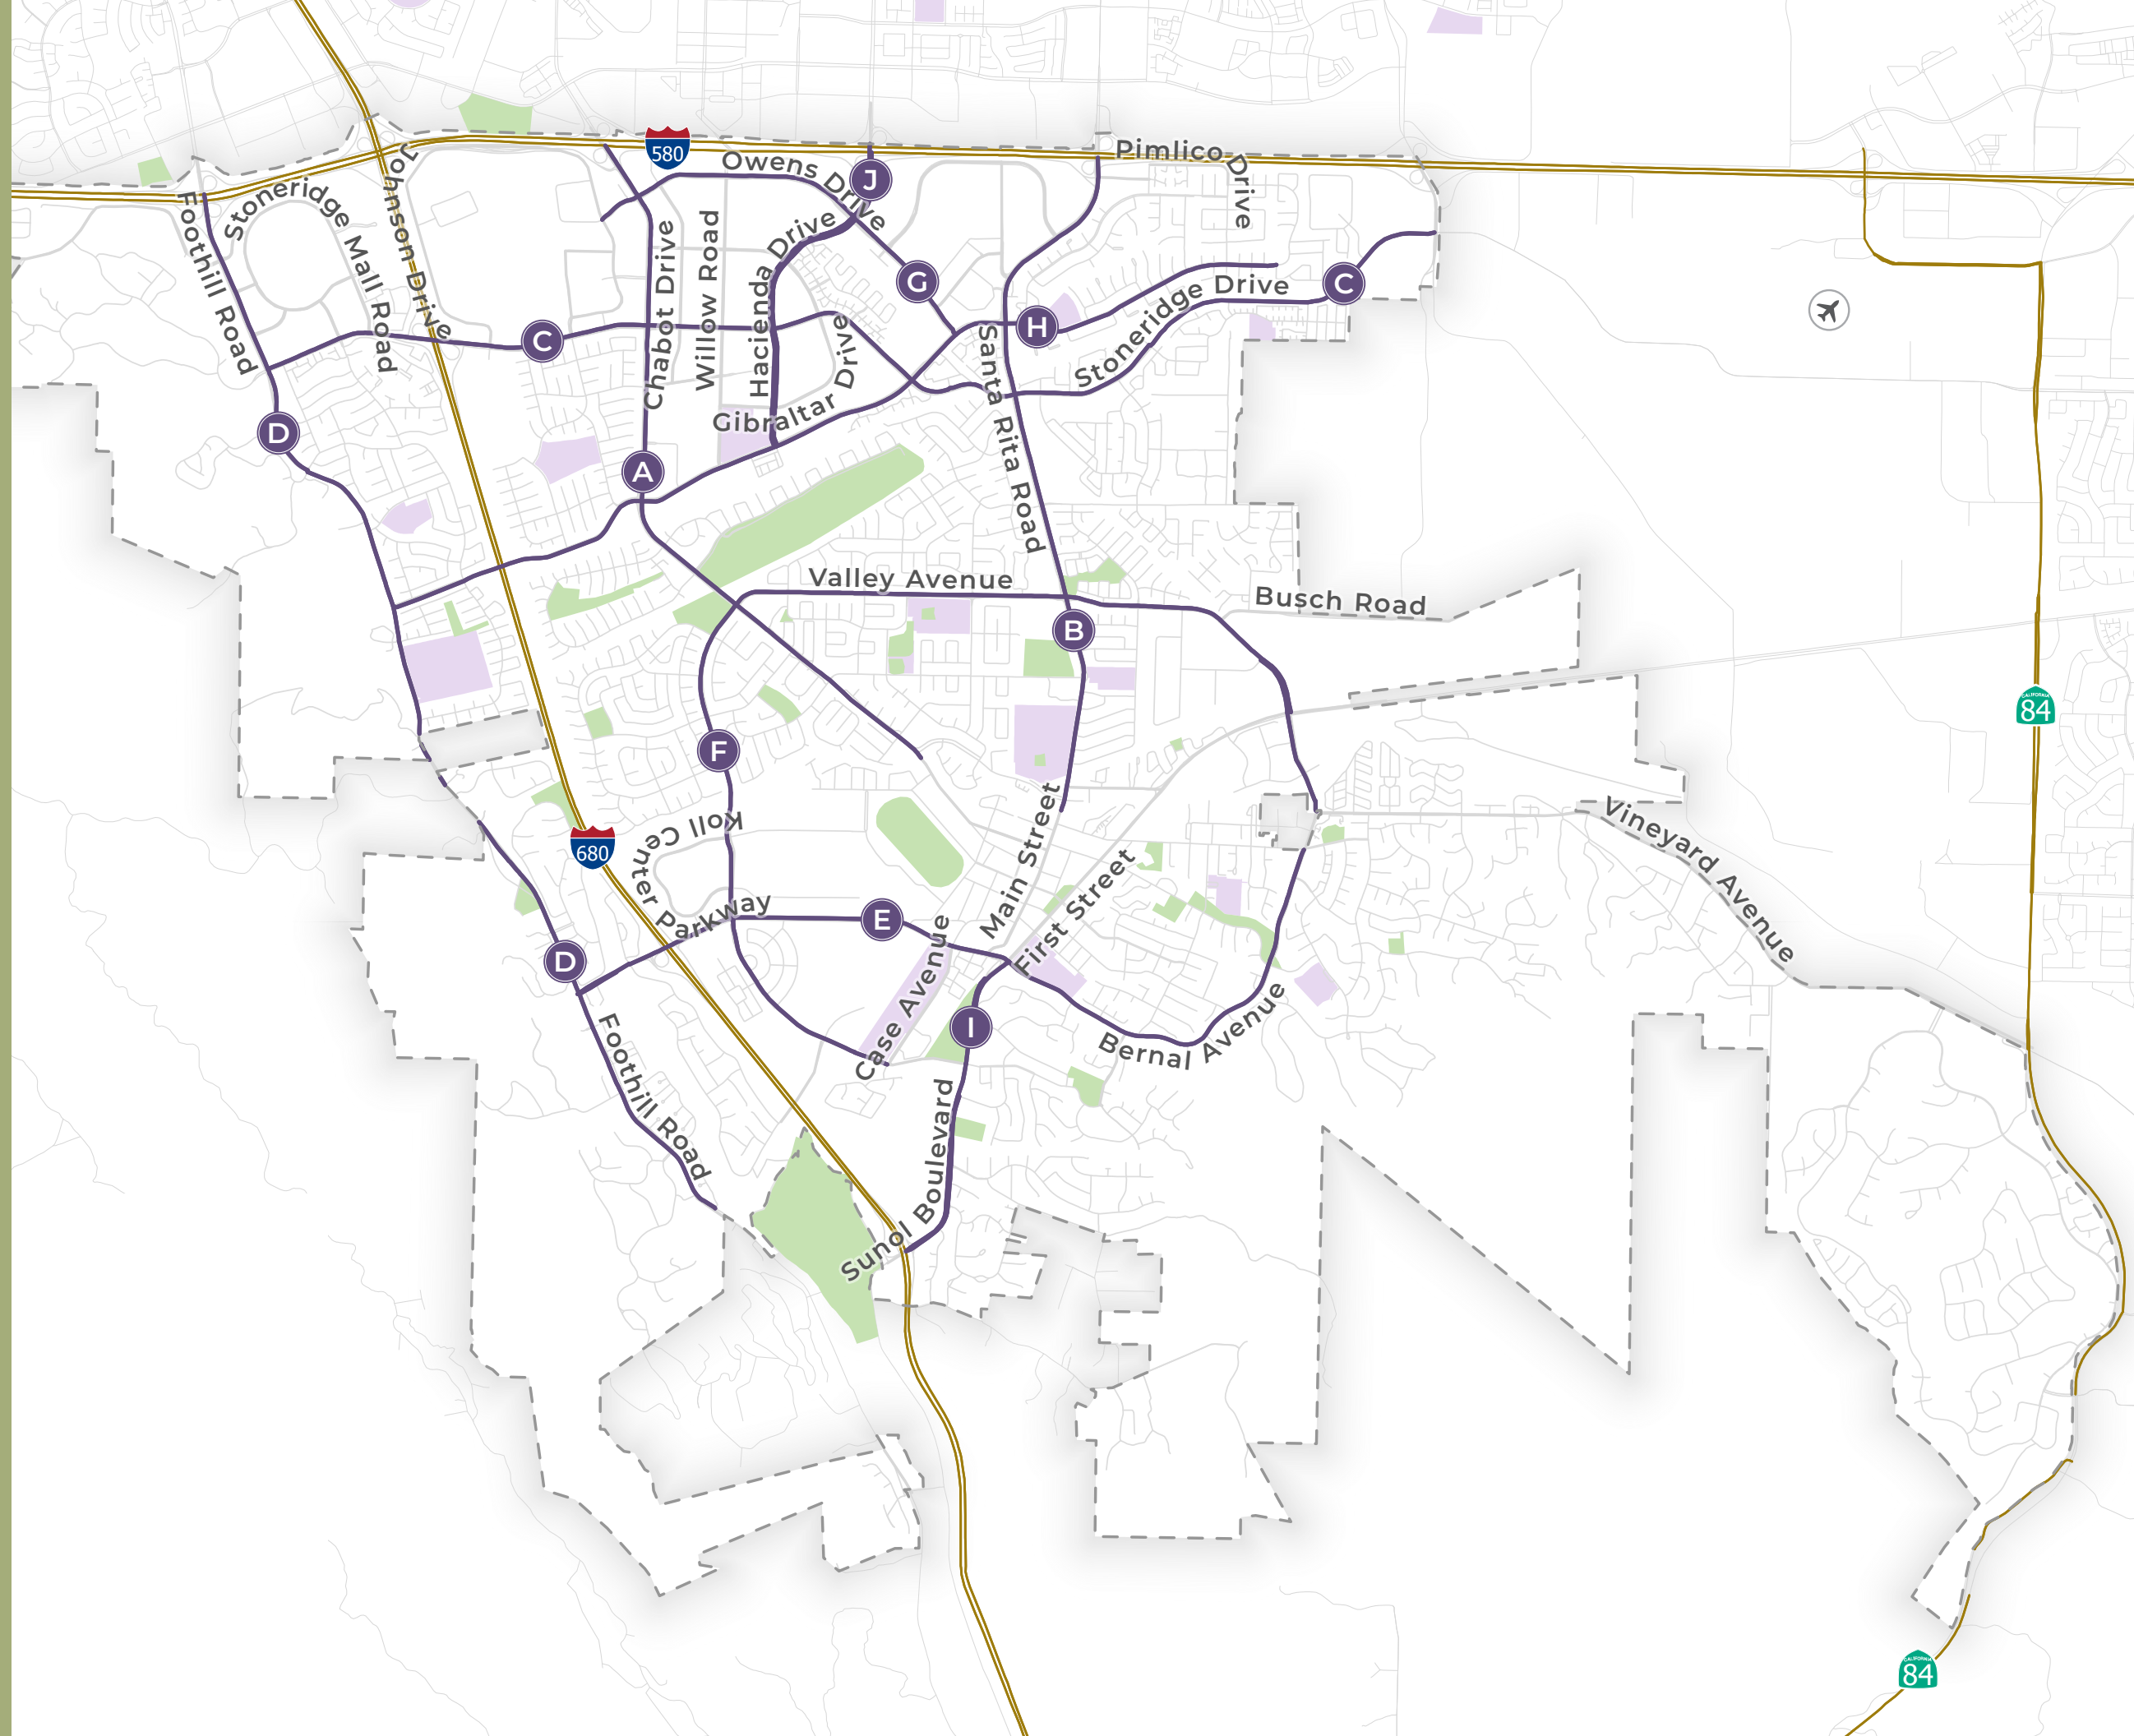 Pimlico
Drive
580
Owens Drive
J
Johnson Drive
Stoneridge
Mall Road
Foothill Road
Chabot Drive
Willow Road
Hacienda Drive
G
C
Stoneridge Drive
H
C
Gibraltar
Drive
Santa Rita Road
D
A
Valley Avenue
Busch Road
B
CALIFORNIA
84
F
Koll Center Parkway
680
Main Street
Vineyard Avenue
First Street
E
D
Case Avenue
I
Bernal Avenue
Foothill Road
Sunol Boulevard
CALIFORNIA
84